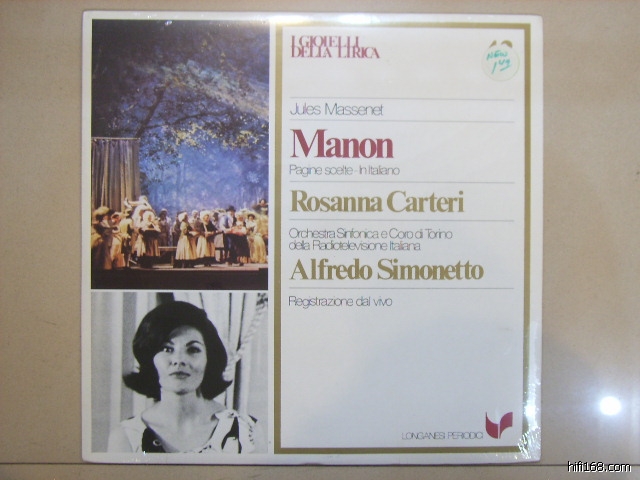 I GIOIELLI
DELLA LIRICA
Jules Massenet
Manon
Pagine scelte - In Italiano
Rosanna Carteri
Orchestra Sinfonica e Coro di Torino
della Radiotelevisione Italiana
Alfredo Simonetto
Registrazione dal vivo
LONGANESI PERIODICI
hifi168.com